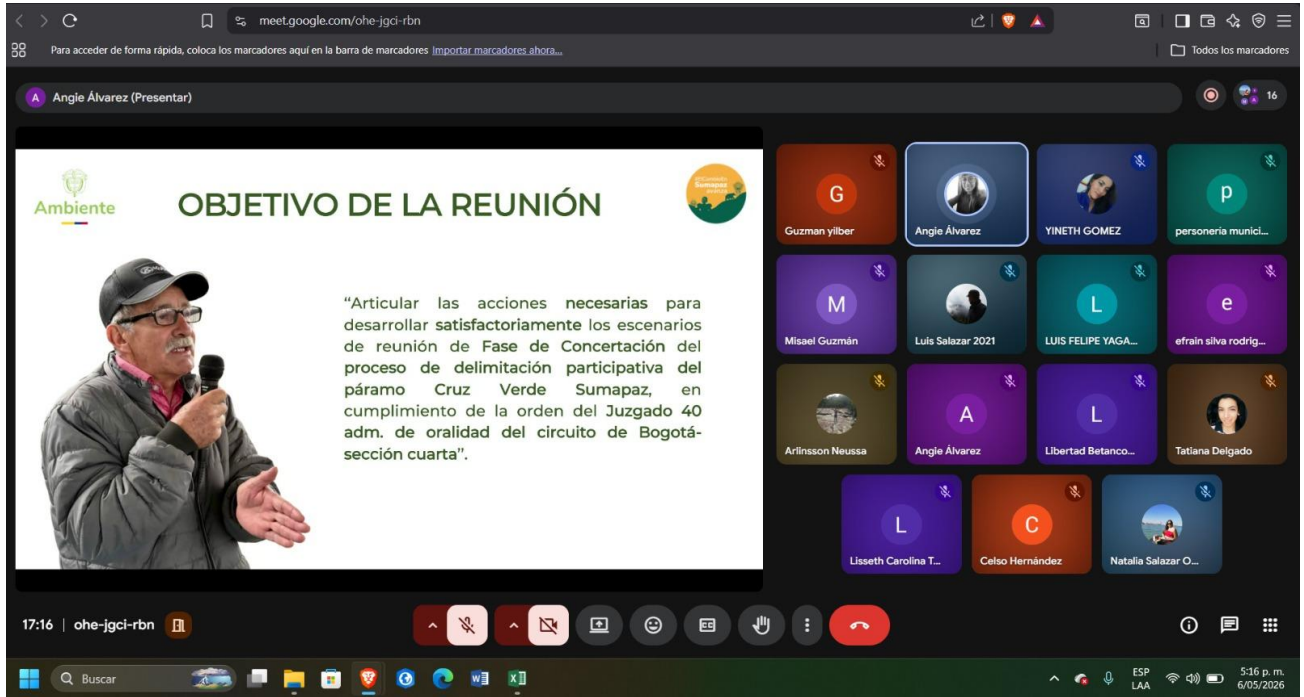 meet.google.com/ohe-jgci-rbn
Para acceder de forma rápida, coloca los marcadores aquí en la barra de marcadores Importar marcadores ahora...
Todos los marcadores
A Angie Álvarez (Presentar)
16
Ambiente
OBJETIVO DE LA REUNIÓN
Sumapaz
“Articular las acciones necesarias para
desarrollar satisfactoriamente los escenarios
de reunión de Fase de Concertación del
proceso de delimitación participativa del
páramo Cruz Verde Sumapaz, en
cumplimiento de la orden del Juzgado 40
adm. de oralidad del circuito de Bogotá-
sección cuarta”.
G
Guzman yilber
Angie Álvarez
YINETH GOMEZ
p
personeria munici...
M
Misael Guzmán
Luis Salazar 2021
L
LUIS FELIPE YAGA...
e
efrain silva rodrig...
Arlinsson Neussa
A
Angie Álvarez
L
Libertad Betanco...
Tatiana Delgado
L
Lisseth Carolina T...
C
Celso Hernández
Natalia Salazar O...
17:16 | ohe-jgci-rbn
Buscar
ESP
LAA
5:16 p. m.
6/05/2026